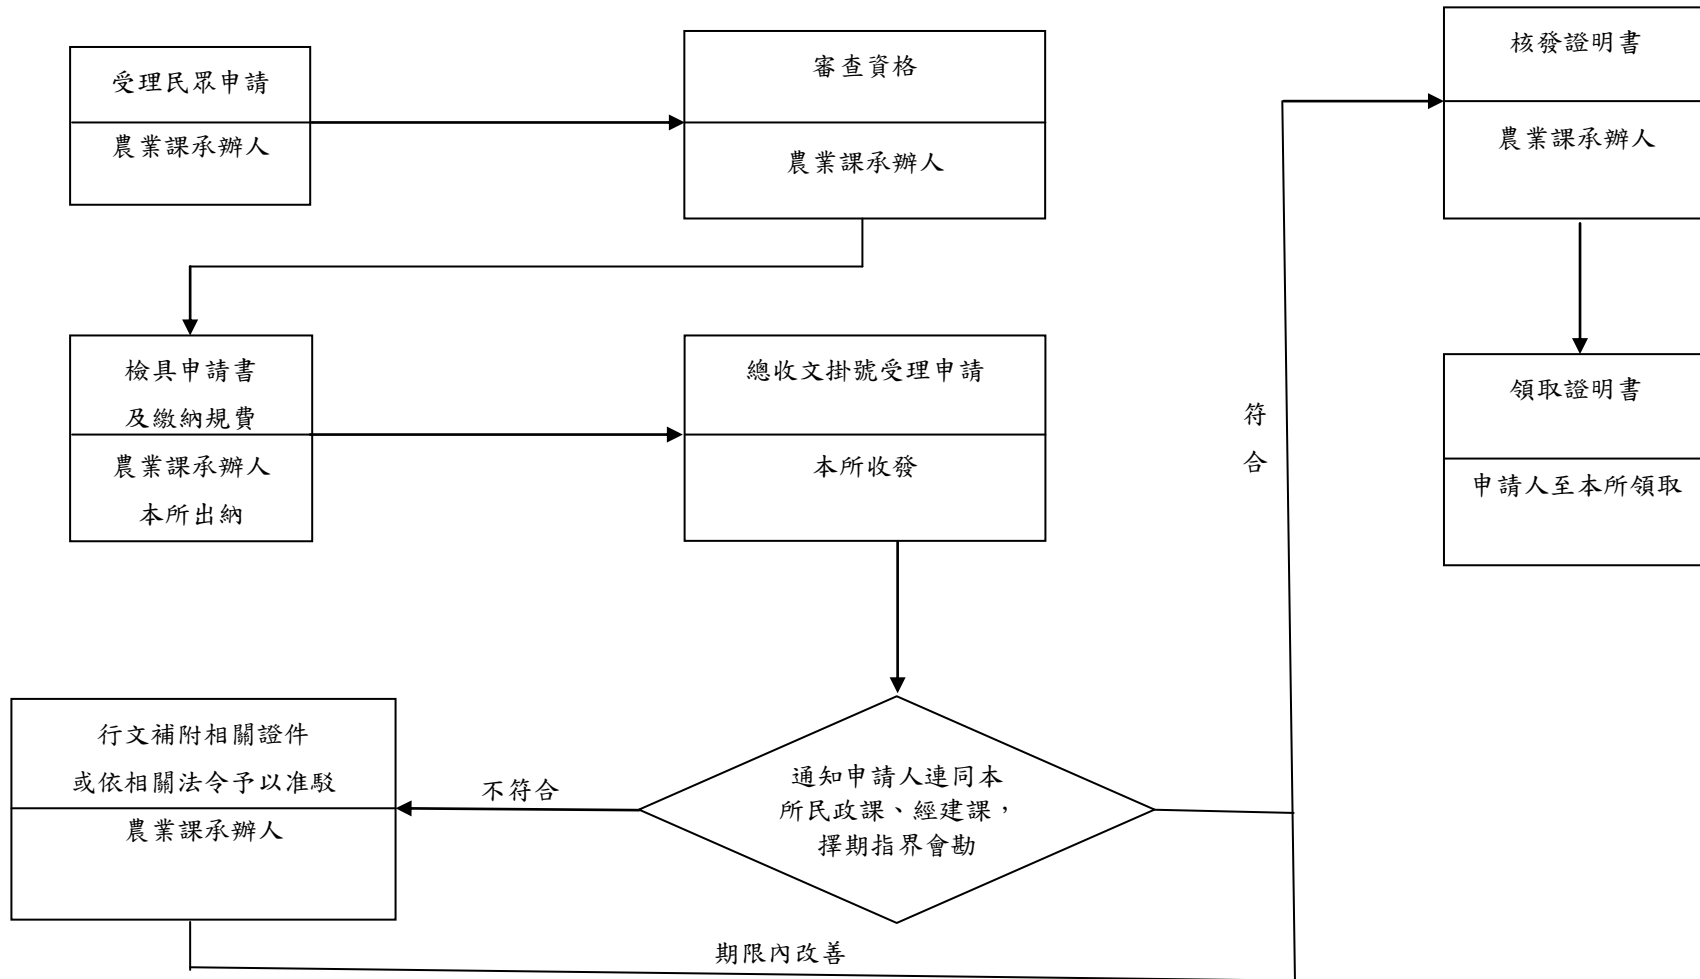 受理民眾申請
農業課承辦人
審查資格
農業課承辦人
檢具申請書
及繳納規費
農業課承辦人
本所出納
總收文掛號受理申請
本所收發
通知申請人連同本
所民政課、經建課，
擇期指界會勘
不符合
行文補附相關證件
或依相關法令予以准駁
農業課承辦人
期限內改善
符
合
核發證明書
農業課承辦人
領取證明書
申請人至本所領取